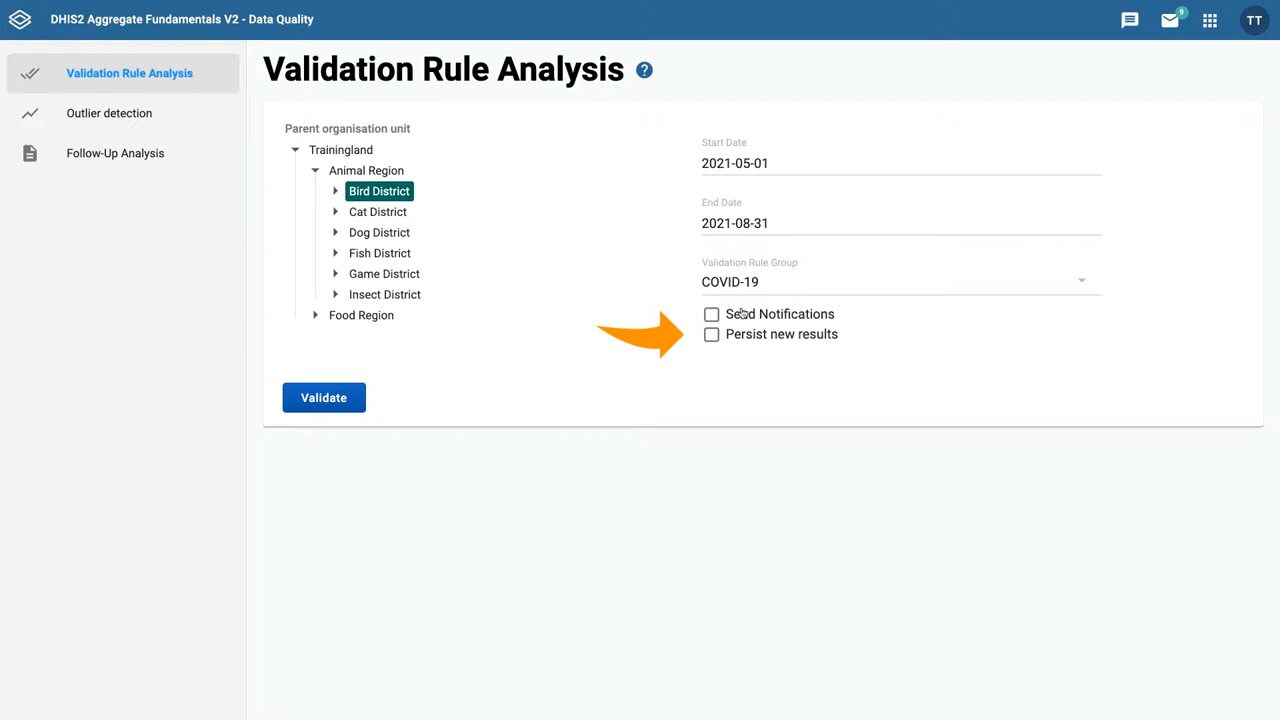 DHIS2 Aggregate Fundamentals V2 - Data Quality
9
TT
Validation Rule Analysis
Outlier detection
Follow-Up Analysis
Validation Rule Analysis
?
Parent organisation unit
Trainingland
Animal Region
Bird District
Cat District
Dog District
Fish District
Game District
Insect District
Food Region
Start Date
2021-05-01
End Date
2021-08-31
Validation Rule Group
COVID-19
Send Notifications
Persist new results
Validate